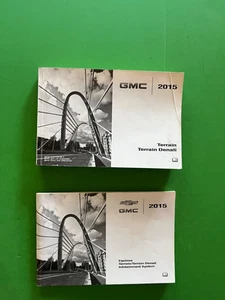 GMC 2015
Terrain
Terrain Denali
GMC 2015
Equinox
Terrain/Terrain Denali
Infotainment System